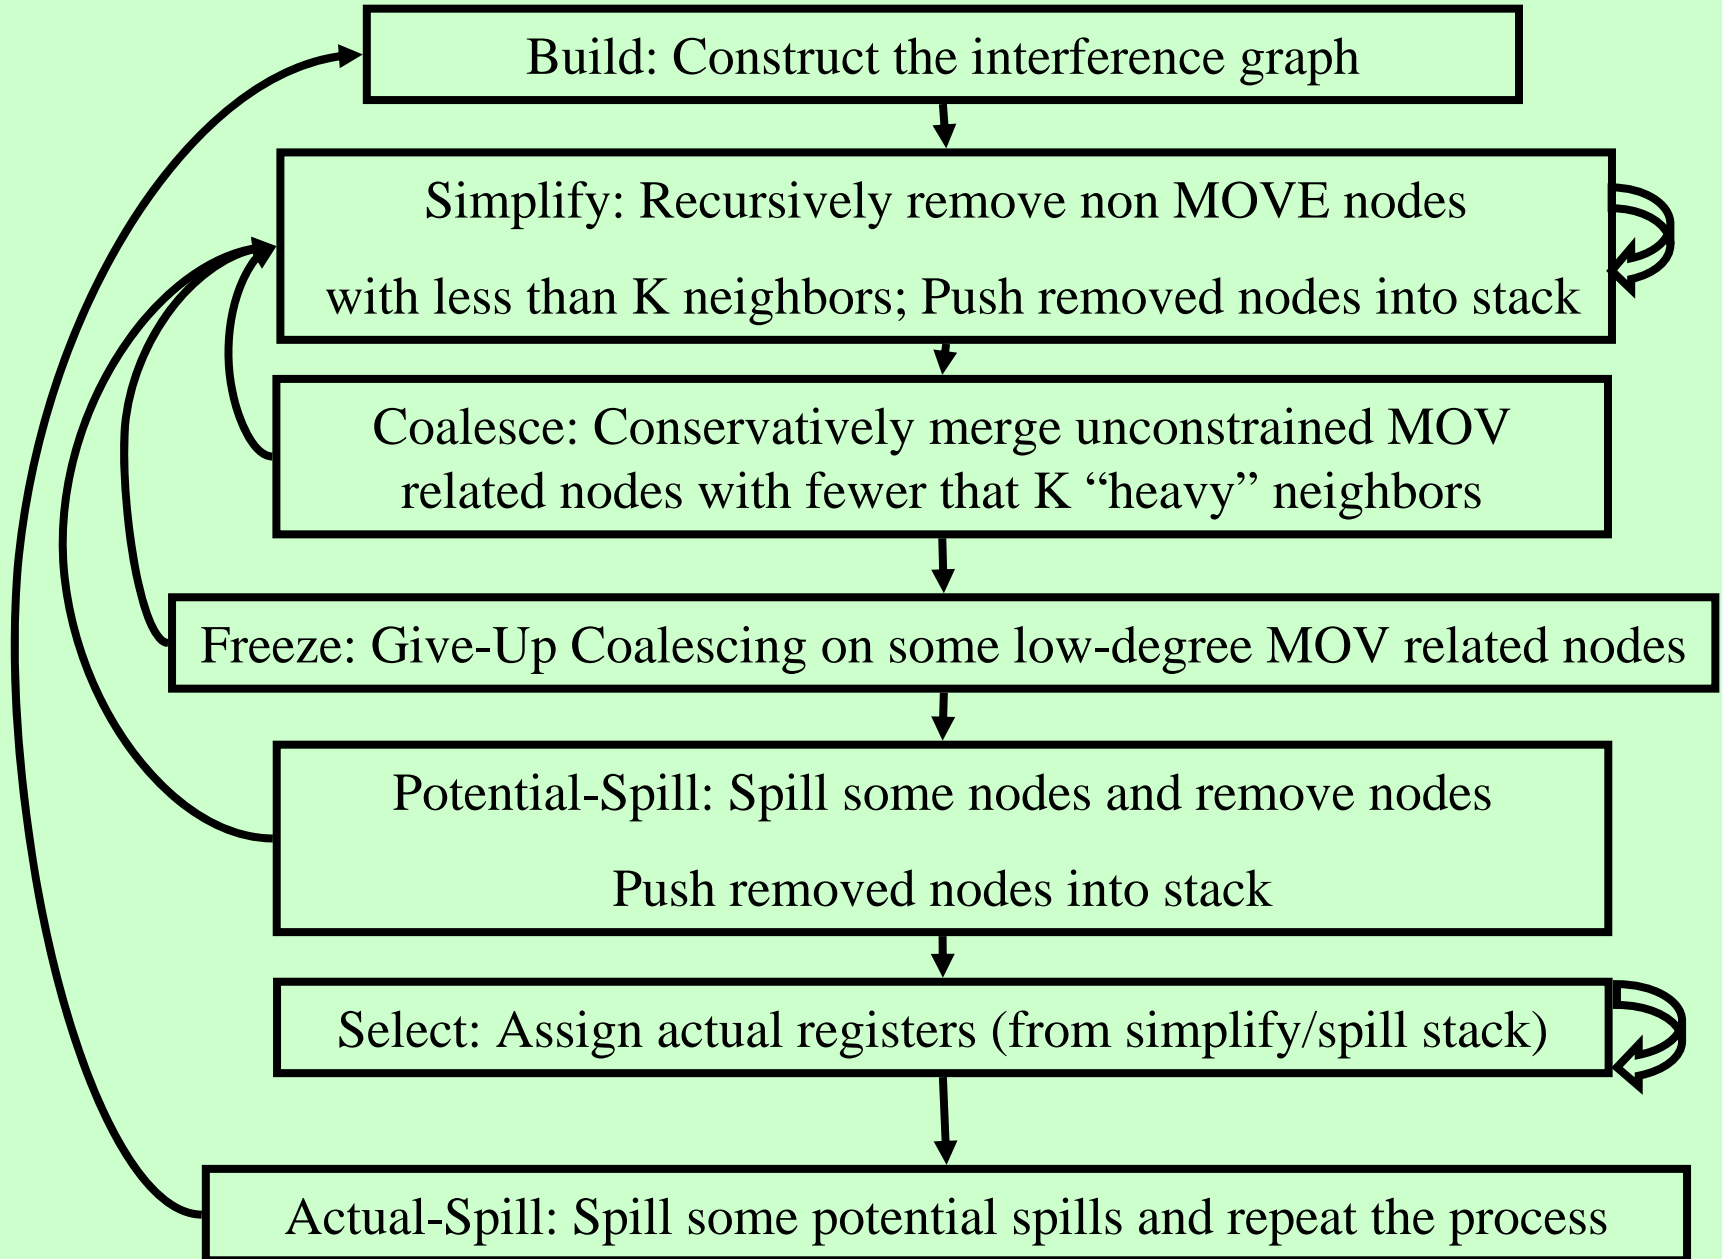 Build: Construct the interference graph
Simplify: Recursively remove non MOVE nodes
with less than K neighbors; Push removed nodes into stack
Coalesce: Conservatively merge unconstrained MOV
related nodes with fewer that K “heavy” neighbors
Freeze: Give-Up Coalescing on some low-degree MOV related nodes
Potential-Spill: Spill some nodes and remove nodes
Push removed nodes into stack
Select: Assign actual registers (from simplify/spill stack)
Actual-Spill: Spill some potential spills and repeat the process